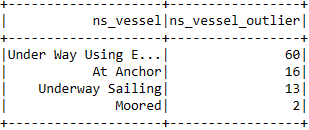 +-------------------+-----------------+
|          ns_vessel|ns_vessel_outlier|
+-------------------+-----------------+
|Under Way Using E...|               60|
|          At Anchor|               16|
|   Underway Sailing|               13|
|             Moored|                2|
+-------------------+-----------------+